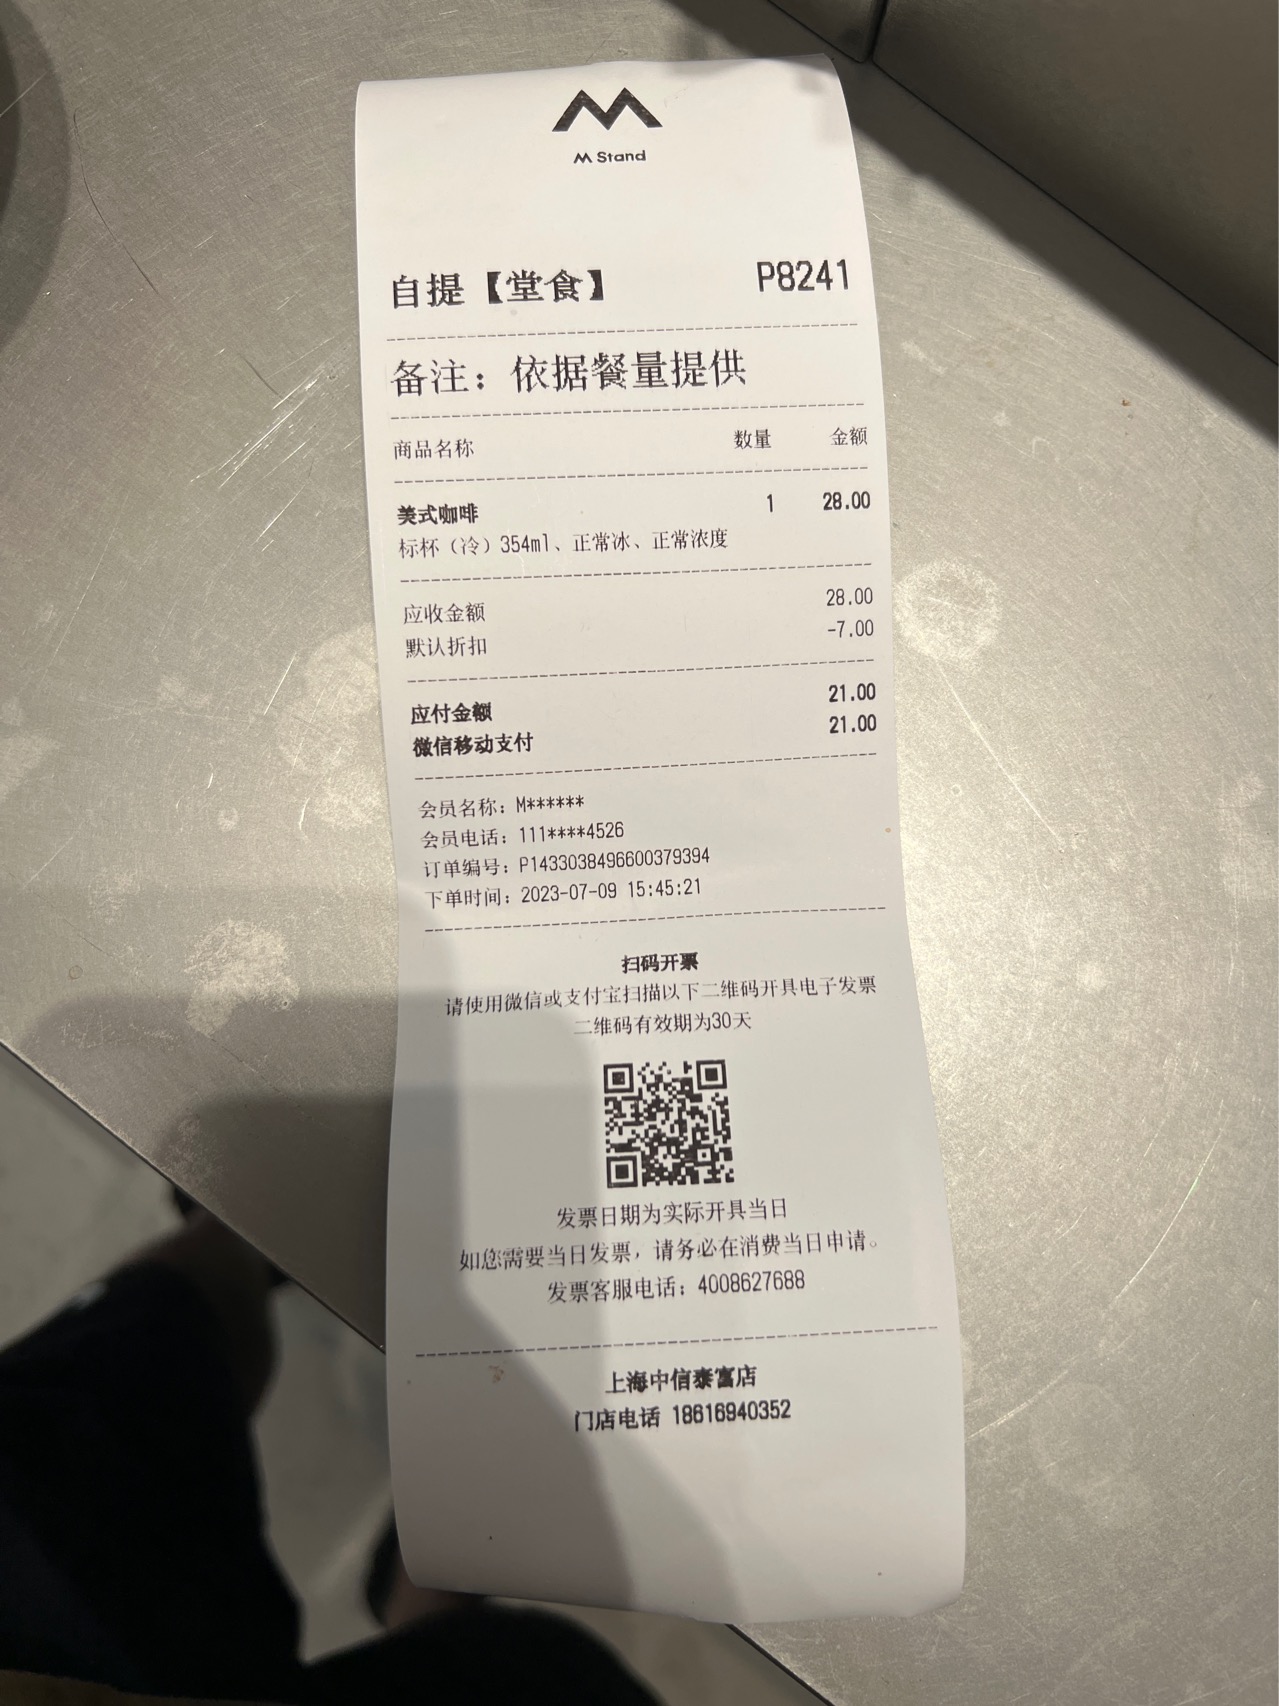 M Stand
自提【堂食】 P8241
备注：依据餐量提供
商品名称 数量 金额
美式咖啡 1 28.00
标杯（冷）354ml、正常冰、正常浓度
应收金额 28.00
默认折扣 -7.00
应付金额 21.00
微信移动支付 21.00
会员名称：M******
会员电话：111****4526
订单编号：P1433038496600379394
下单时间：2023-07-09 15:45:21
扫码开票
请使用微信或支付宝扫描以下二维码开具电子发票
二维码有效期为30天
发票日期为实际开具当日
如您需要当日发票，请务必在消费当日申请。
发票客服电话：4008627688
上海中信泰富店
门店电话 18616940352